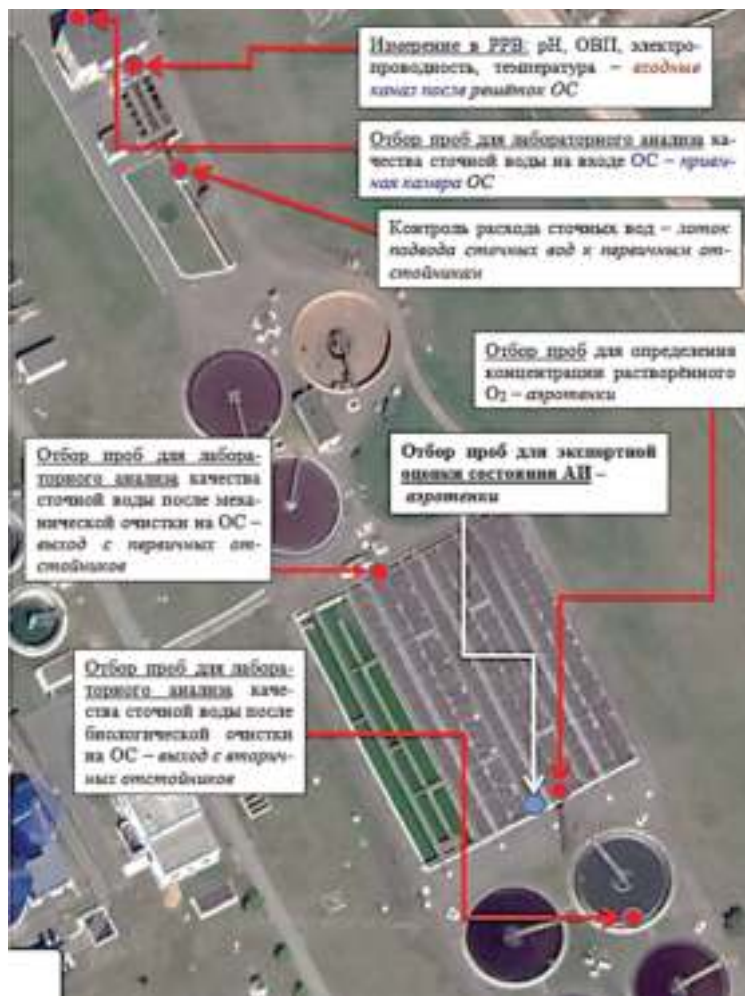 Измерение в РРВ: pH, ОВП, электро-
проводность, температура – входные
канал после решёток ОС
Отбор проб для лабораторного анализа ка-
чества сточной воды на входе ОС – приём-
ная камера ОС
Контроль расхода сточных вод – лоток
подвода сточных вод к первичным от-
стойникам
Отбор проб для определения
концентрации растворённого
O₂ – аэротенки
Отбор проб для экспортной
оценки состояния АИ –
аэротенки
Отбор проб для лабора-
торного анализа качества
сточной воды после меха-
нической очистки на ОС –
выход с первичных от-
стойников
Отбор проб для лабора-
торного анализа каче-
ства сточной воды после
биологической очистки
на ОС – выход с вторич-
ных отстойников